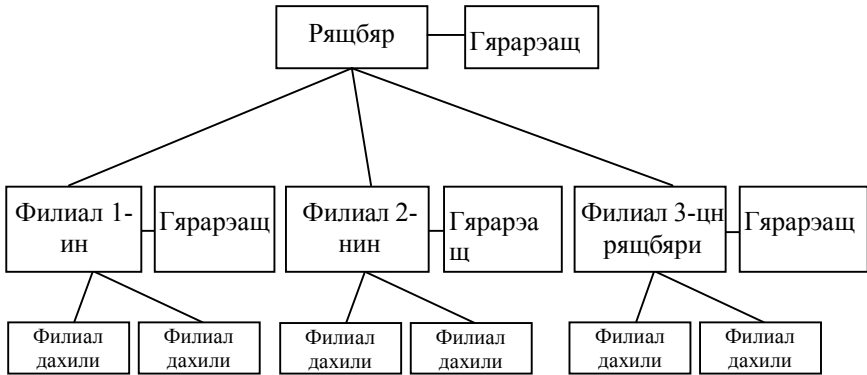 Рящбяр
Гярарэащ
Филиал 1-
ин
Гярарэащ
Филиал 2-
нин
Гярарэа
щ
Филиал 3-цн
рящбяри
Гярарэащ
Филиал
дахили
Филиал
дахили
Филиал
дахили
Филиал
дахили
Филиал
дахили
Филиал
дахили